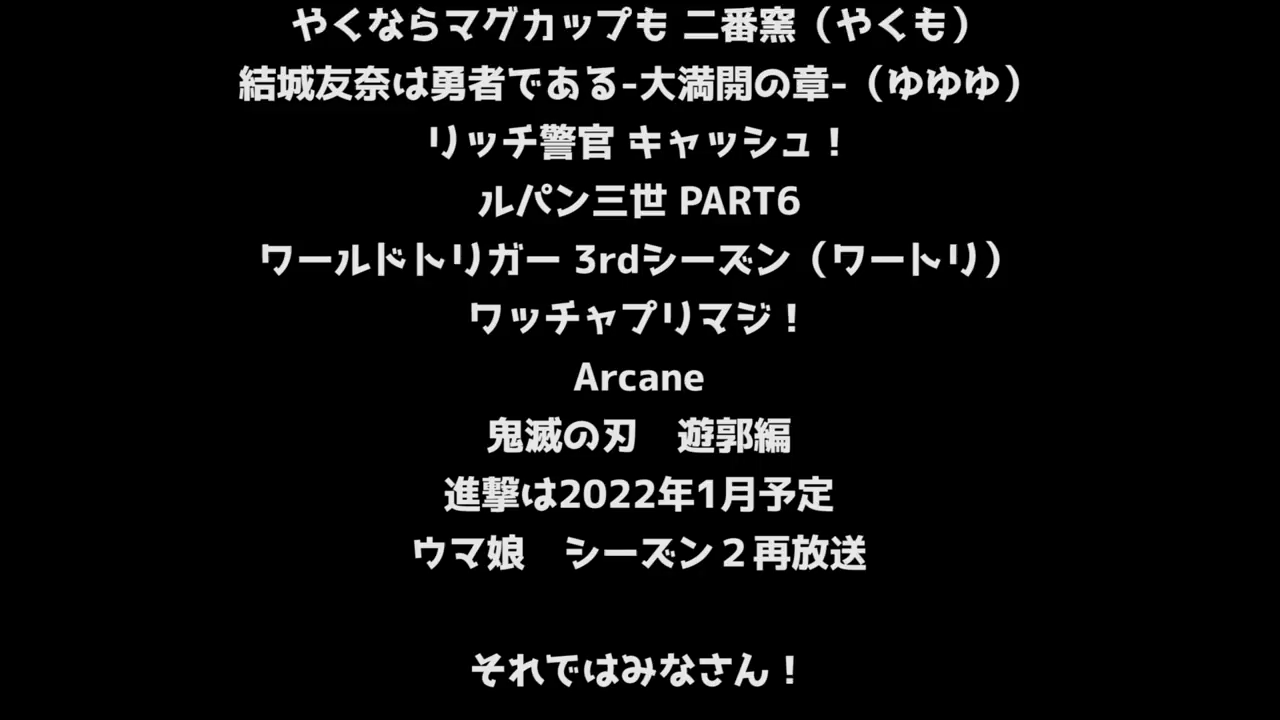 やくならマグカップも 二番窯（やくも）
結城友奈は勇者である-大満開の章-（ゆゆゆ）
リッチ警官 キャッシュ！
ルパン三世 PART6
ワールドトリガー 3rdシーズン（ワートリ）
ワッチャプリマジ！
Arcane
鬼滅の刃　遊郭編
進撃は2022年1月予定
ウマ娘　シーズン２再放送
それではみなさん！